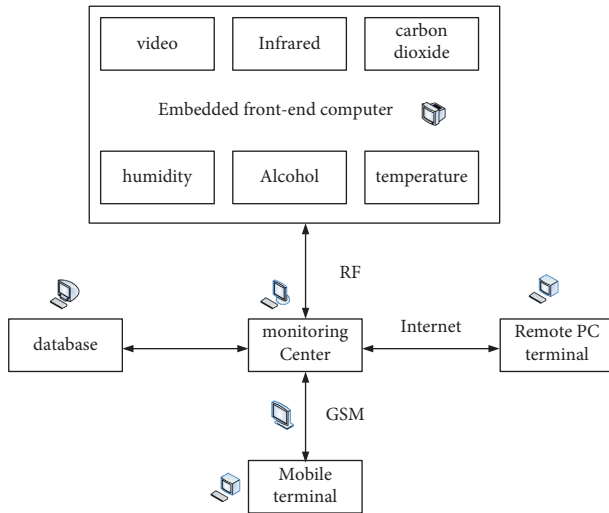 video
Infrared
carbon
dioxide
Embedded front-end computer
humidity
Alcohol
temperature
RF
database
monitoring
Center
Internet
Remote PC
terminal
GSM
Mobile
terminal